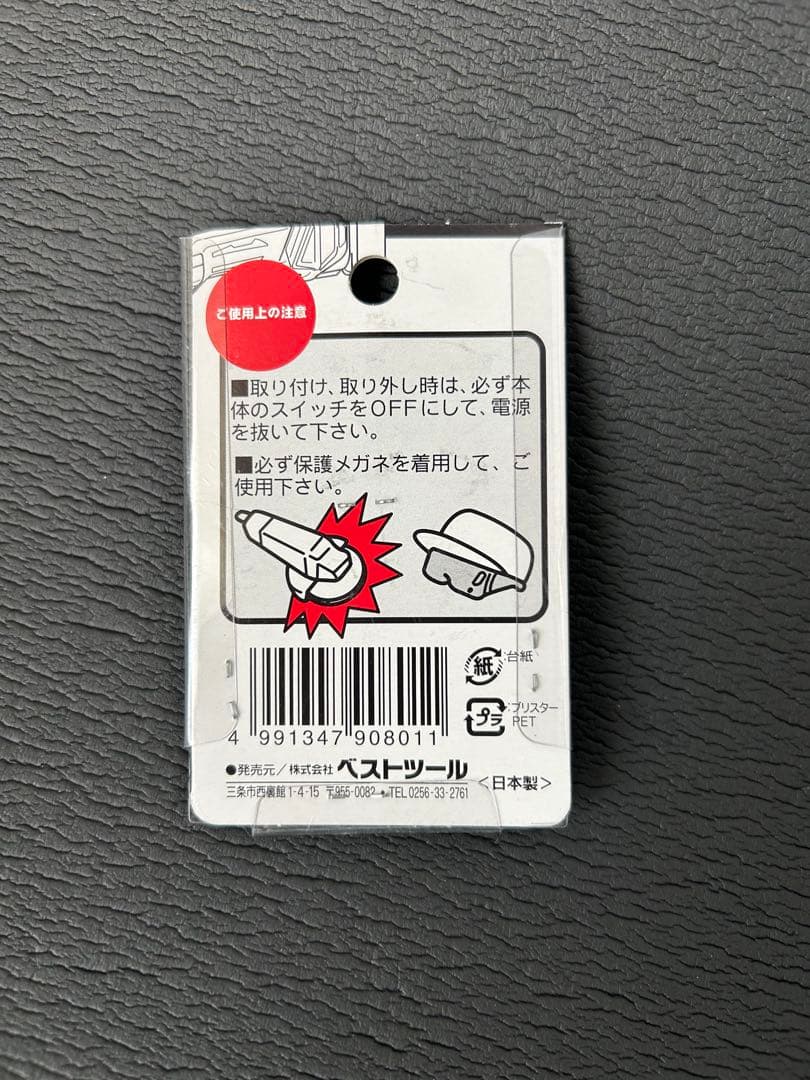 ご使用上の注意
■取り付け、取り外し時は、必ず本
体のスイッチをOFFにして、電源
を抜いて下さい。
■必ず保護メガネを着用して、ご
使用下さい。
紙:台紙
プラ:ブリスター
PET
4 991347 908011
●発売元/株式会社 ベストツール
三条市西裏館1-4-15 〒955-0082 • TEL 0256-33-2761
<日本製>